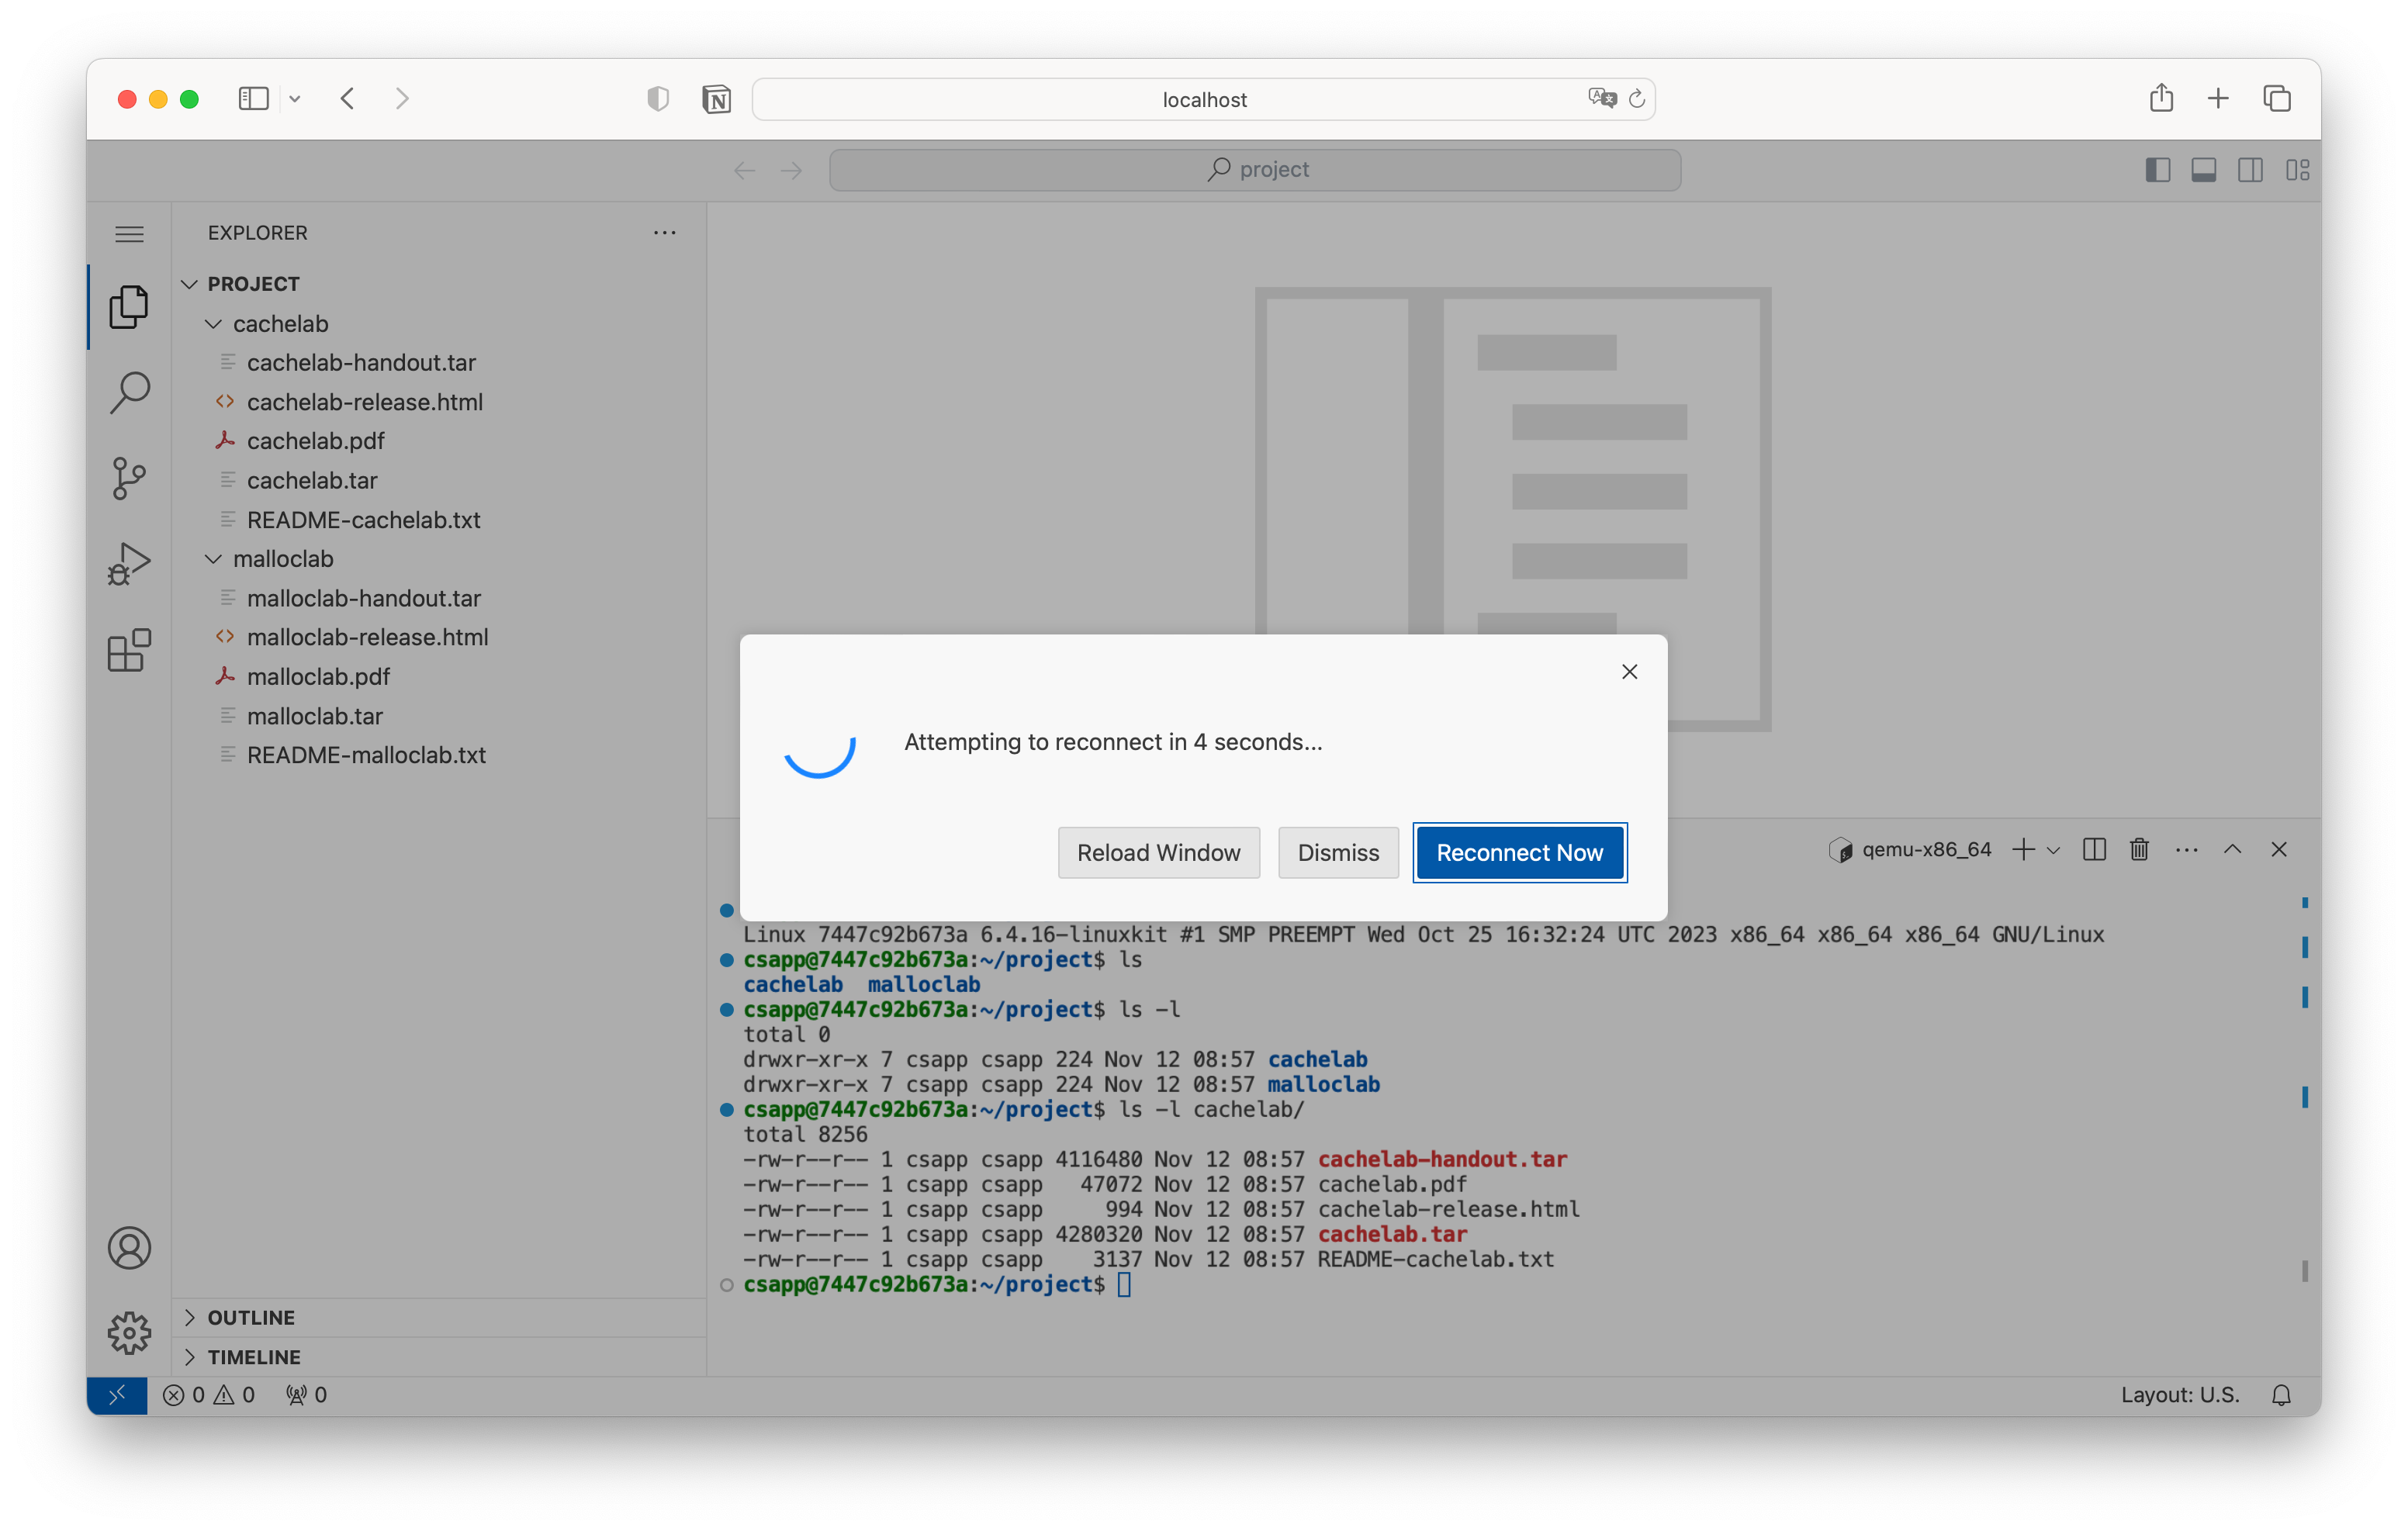 localhost
project
EXPLORER
PROJECT
cachelab
cachelab-handout.tar
cachelab-release.html
cachelab.pdf
cachelab.tar
README-cachelab.txt
malloclab
malloclab-handout.tar
malloclab-release.html
malloclab.pdf
malloclab.tar
README-malloclab.txt
OUTLINE
TIMELINE
Attempting to reconnect in 4 seconds...
Reload Window
Dismiss
Reconnect Now
qemu-x86_64
Linux 7447c92b673a 6.4.16-linuxkit #1 SMP PREEMPT Wed Oct 25 16:32:24 UTC 2023 x86_64 x86_64 x86_64 GNU/Linux
csapp@7447c92b673a:~/project$ ls
cachelab  malloclab
csapp@7447c92b673a:~/project$ ls -l
total 0
drwxr-xr-x 7 csapp csapp 224 Nov 12 08:57 cachelab
drwxr-xr-x 7 csapp csapp 224 Nov 12 08:57 malloclab
csapp@7447c92b673a:~/project$ ls -l cachelab/
total 8256
-rw-r--r-- 1 csapp csapp 4116480 Nov 12 08:57 cachelab-handout.tar
-rw-r--r-- 1 csapp csapp   47072 Nov 12 08:57 cachelab.pdf
-rw-r--r-- 1 csapp csapp     994 Nov 12 08:57 cachelab-release.html
-rw-r--r-- 1 csapp csapp 4280320 Nov 12 08:57 cachelab.tar
-rw-r--r-- 1 csapp csapp    3137 Nov 12 08:57 README-cachelab.txt
csapp@7447c92b673a:~/project$
0 0 0
Layout: U.S.